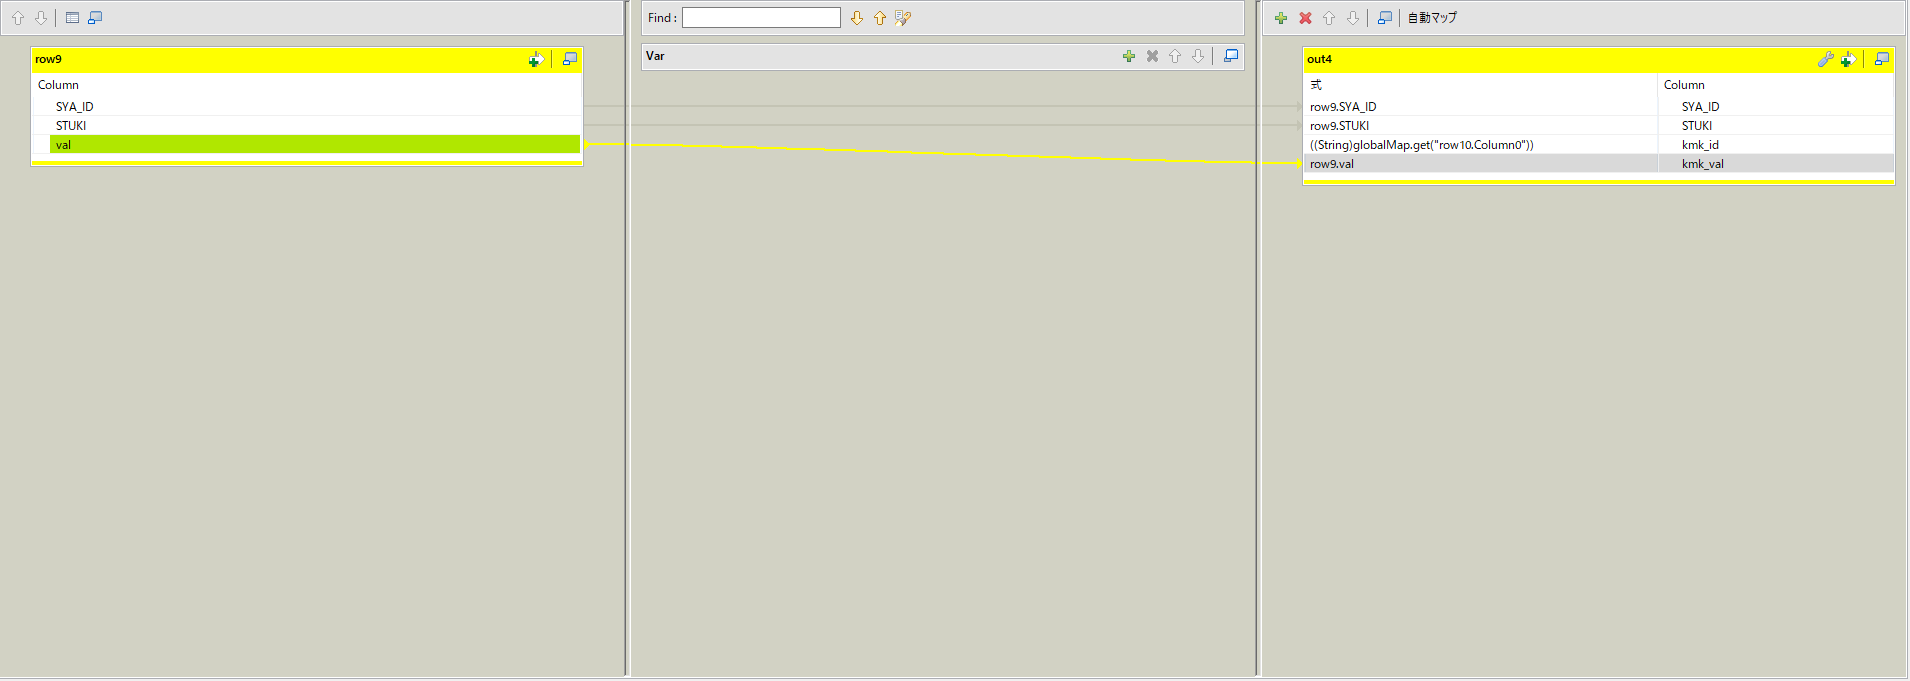 Find :
自動マップ
row9
Column
SYA_ID
STUKI
val
Var
out4
式 Column
row9.SYA_ID SYA_ID
row9.STUKI STUKI
((String)globalMap.get("row10.Column0")) kmk_id
row9.val kmk_val